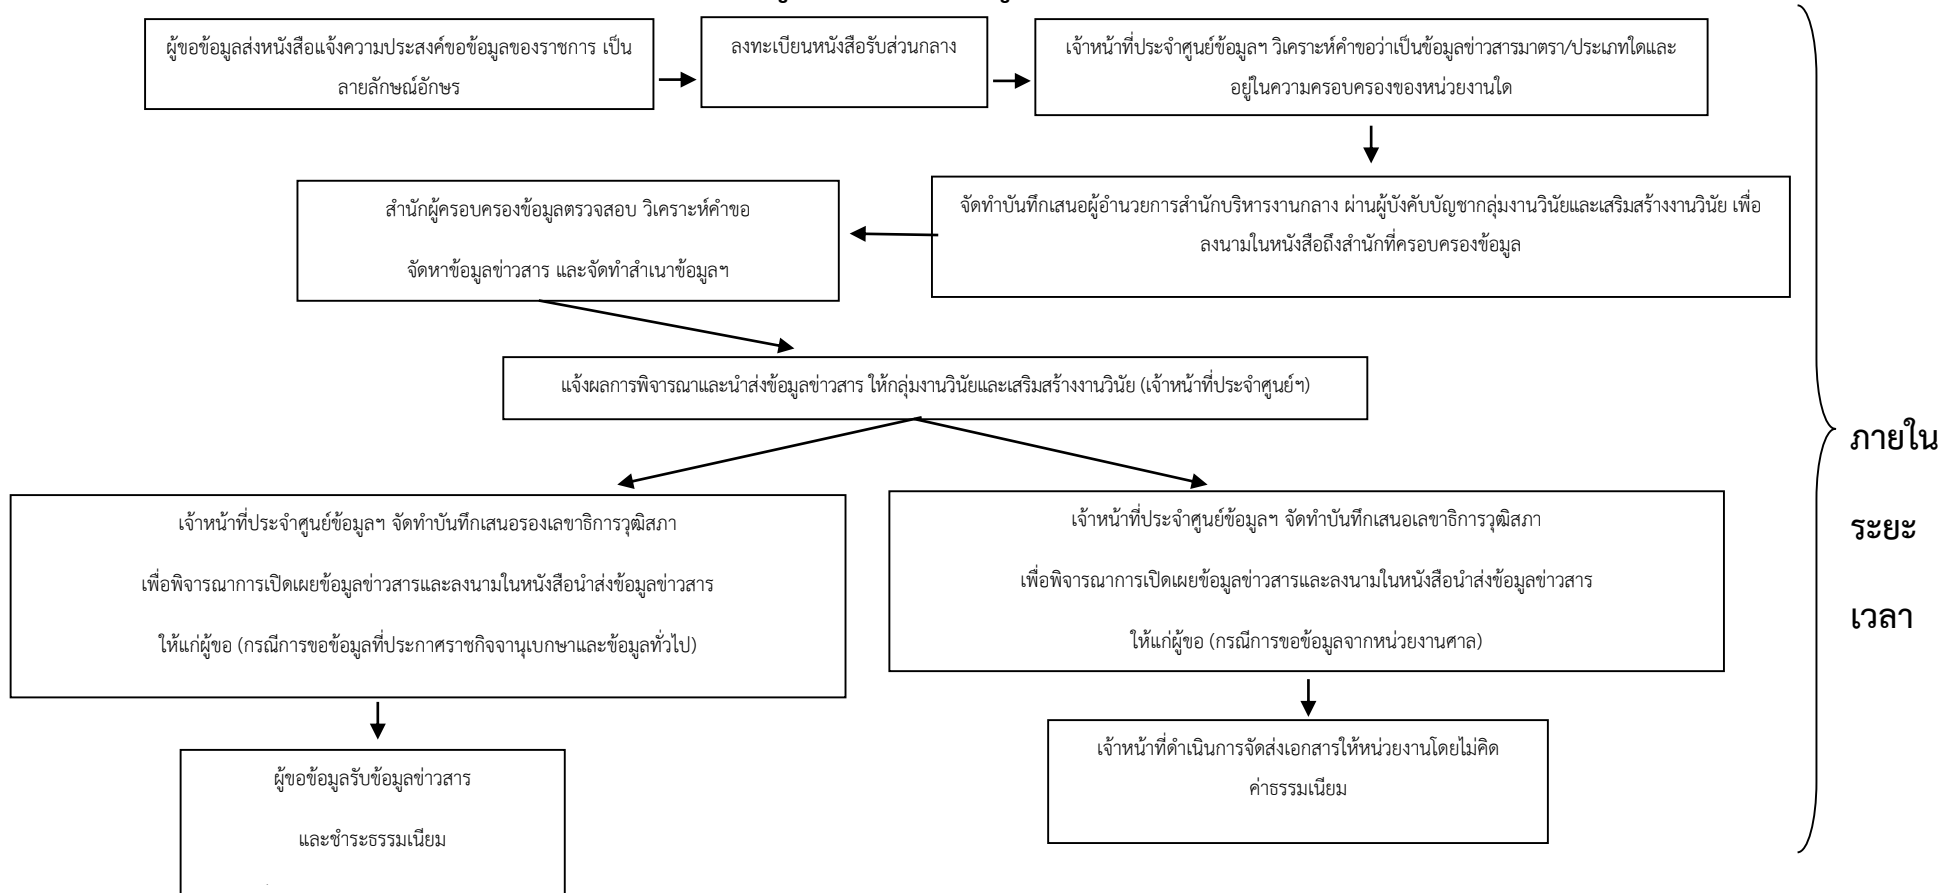 ผู้ขอข้อมูลส่งหนังสือแจ้งความประสงค์ขอข้อมูลของราชการ เป็น
ลายลักษณ์อักษร
ลงทะเบียนหนังสือรับส่วนกลาง
เจ้าหน้าที่ประจำศูนย์ข้อมูลฯ วิเคราะห์คำขอว่าเป็นข้อมูลข่าวสารมาตรา/ประเภทใดและ
อยู่ในความครอบครองของหน่วยงานใด
จัดทำบันทึกเสนอผู้อำนวยการสำนักบริหารงานกลาง ผ่านผู้บังคับบัญชากลุ่มงานวินัยและเสริมสร้างงานวินัย เพื่อ
ลงนามในหนังสือถึงสำนักที่ครอบครองข้อมูล
สำนักผู้ครอบครองข้อมูลตรวจสอบ วิเคราะห์คำขอ
จัดหาข้อมูลข่าวสาร และจัดทำสำเนาข้อมูลฯ
แจ้งผลการพิจารณาและนำส่งข้อมูลข่าวสาร ให้กลุ่มงานวินัยและเสริมสร้างงานวินัย (เจ้าหน้าที่ประจำศูนย์ฯ)
เจ้าหน้าที่ประจำศูนย์ข้อมูลฯ จัดทำบันทึกเสนอรองเลขาธิการวุฒิสภา
เพื่อพิจารณาการเปิดเผยข้อมูลข่าวสารและลงนามในหนังสือนำส่งข้อมูลข่าวสาร
ให้แก่ผู้ขอ (กรณีการขอข้อมูลที่ประกาศราชกิจจานุเบกษาและข้อมูลทั่วไป)
เจ้าหน้าที่ประจำศูนย์ข้อมูลฯ จัดทำบันทึกเสนอเลขาธิการวุฒิสภา
เพื่อพิจารณาการเปิดเผยข้อมูลข่าวสารและลงนามในหนังสือนำส่งข้อมูลข่าวสาร
ให้แก่ผู้ขอ (กรณีการขอข้อมูลจากหน่วยงานศาล)
ผู้ขอข้อมูลรับข้อมูลข่าวสาร
และชำระธรรมเนียม
เจ้าหน้าที่ดำเนินการจัดส่งเอกสารให้หน่วยงานโดยไม่คิด
ค่าธรรมเนียม
ภายใน
ระยะ
เวลา